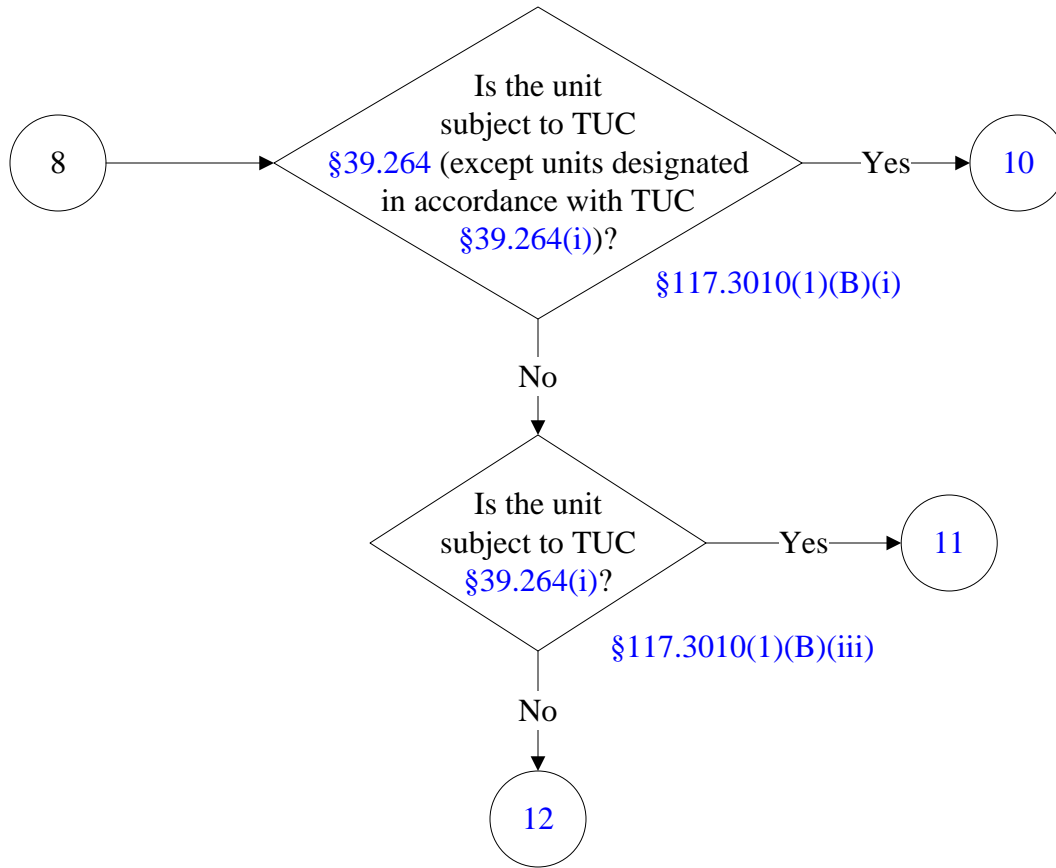 Is the unit
subject to TUC
8
§39.264 (except units designated
Yes
10
in accordance with TUC
§39.264(i))?
§117.3010(1)(B)(i)
No
Is the unit
subject to TUC
Yes
11
§39.264(i)?
§117.3010(1)(B)(iii)
No
12